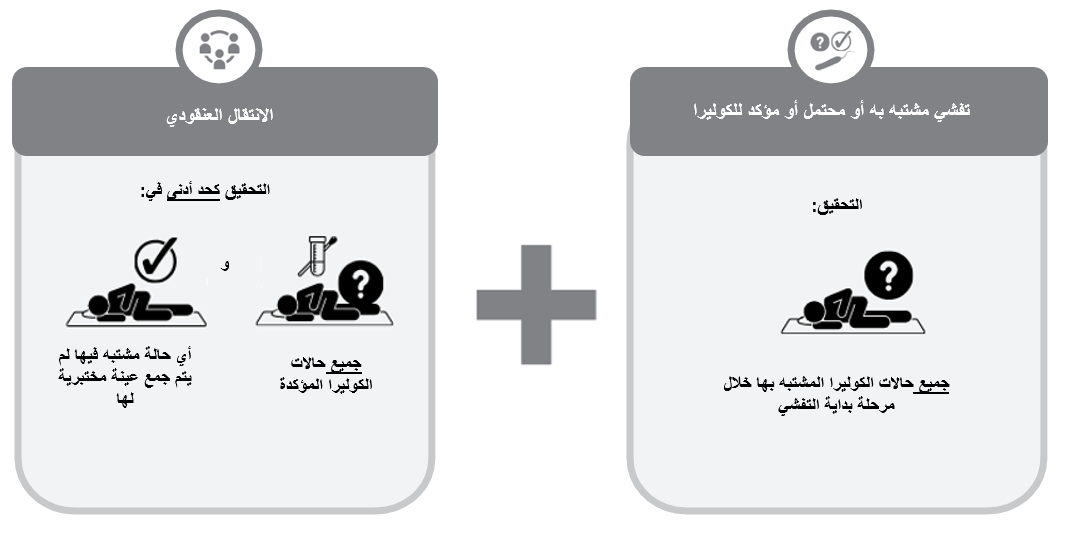 تفشي مشتبه به أو محتمل أو مؤكد للكوليرا
التحقيق:
?
جميع حالات الكوليرا المشتبه بها خلال
مرحلة بداية التفشي
الانتقال العنقودي
التحقيق كحد أدنى في:
?
جميع حالات
الكوليرا المؤكدة
و
أي حالة مشتبه فيها لم
يتم جمع عينة مختبرية
لها